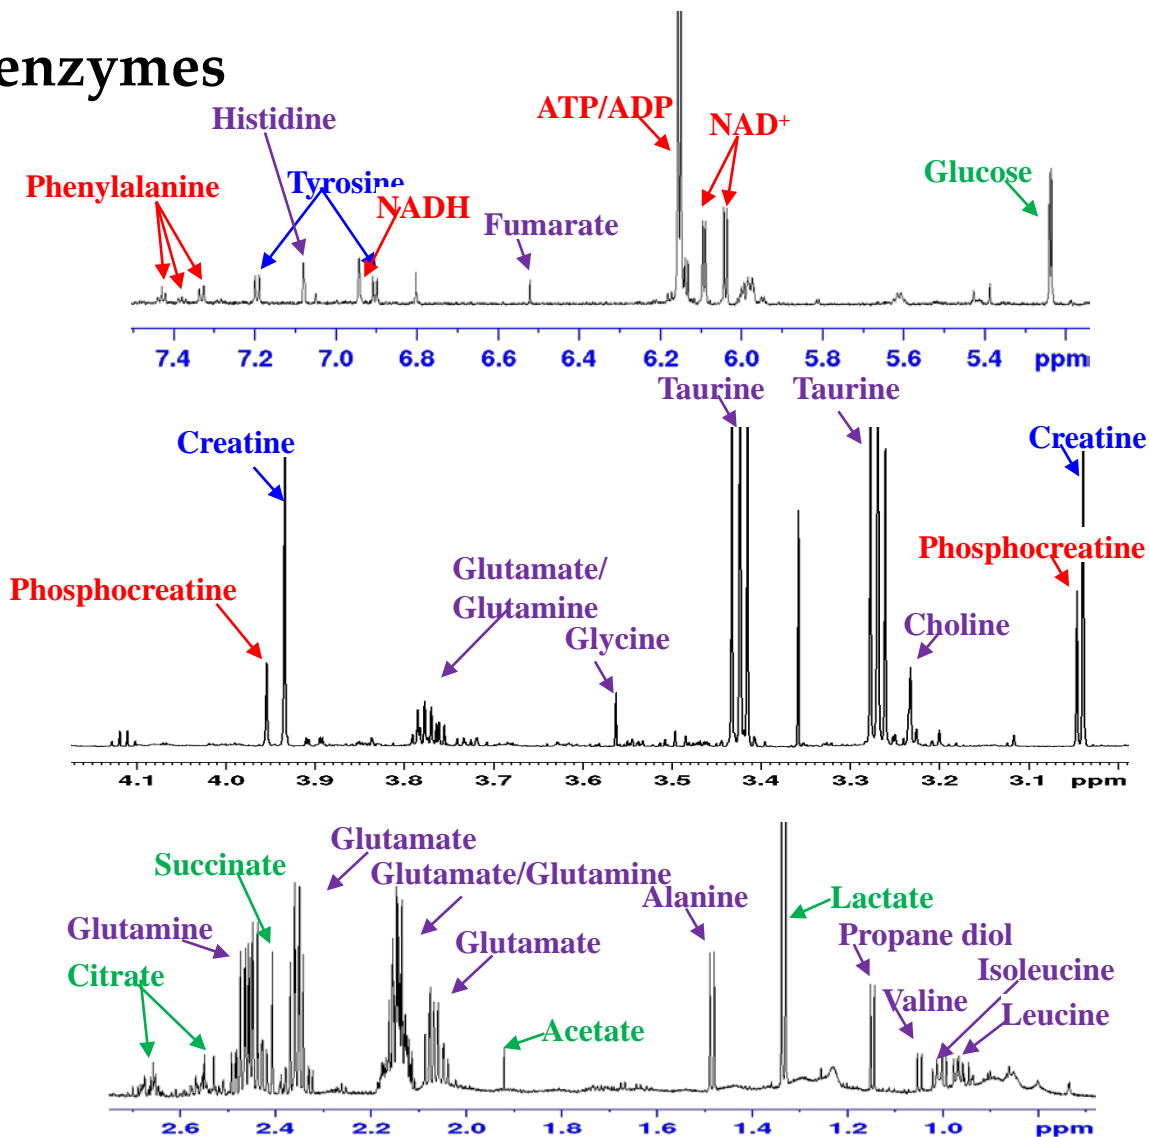 enzymes
ATP/ADP
Histidine
NAD⁺
Glucose
Phenylalanine
Tyrosine
NADH
Fumarate
7.4 7.2 7.0 6.8 6.6 6.4 6.2 6.0 5.8 5.6 5.4 ppm
Taurine Taurine
Creatine
Creatine
Phosphocreatine
Glutamate/
Glutamine
Phosphocreatine
Choline
Glycine
4.1 4.0 3.9 3.8 3.7 3.6 3.5 3.4 3.3 3.2 3.1 ppm
Glutamate
Succinate
Glutamate/Glutamine
Alanine
Lactate
Glutamine
Glutamate
Propane diol
Citrate
Isoleucine
Valine
Leucine
Acetate
2.6 2.4 2.2 2.0 1.8 1.6 1.4 1.2 1.0 ppm